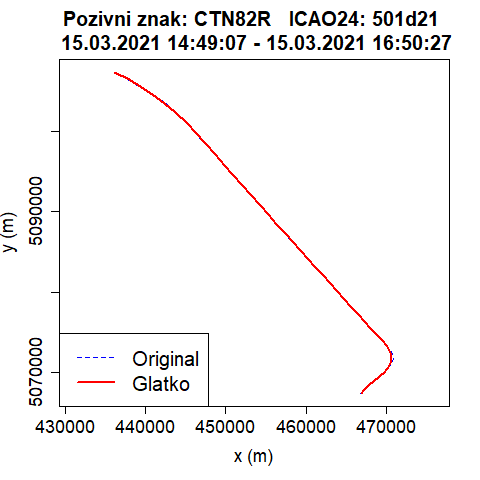 Pozivni znak: CTN82R ICAO24: 501d21
15.03.2021 14:49:07 - 15.03.2021 16:50:27
y (m)
5090000
5070000
Original
Glatko
430000 440000 450000 460000 470000
x (m)